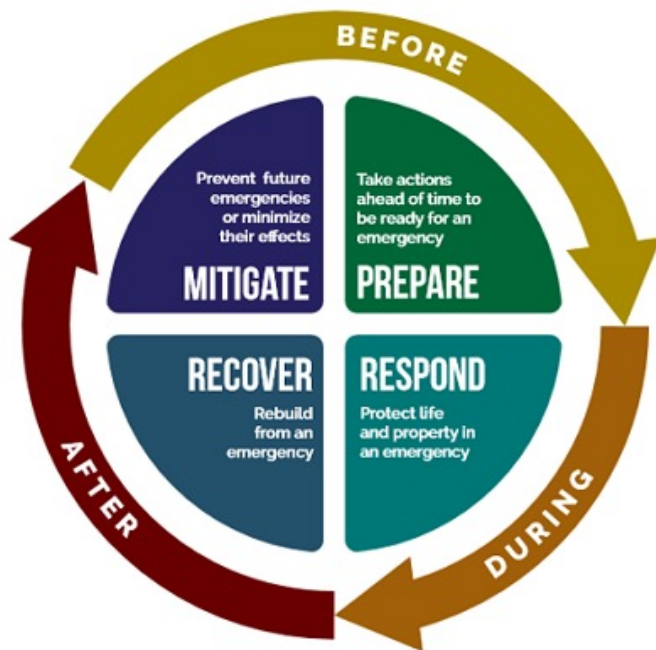 BEFORE
Prevent future
emergencies
or minimize
their effects
MITIGATE
Take actions
ahead of time to
be ready for an
emergency
PREPARE
RECOVER
Rebuild
from an
emergency
RESPOND
Protect life
and property in
an emergency
AFTER
DURING